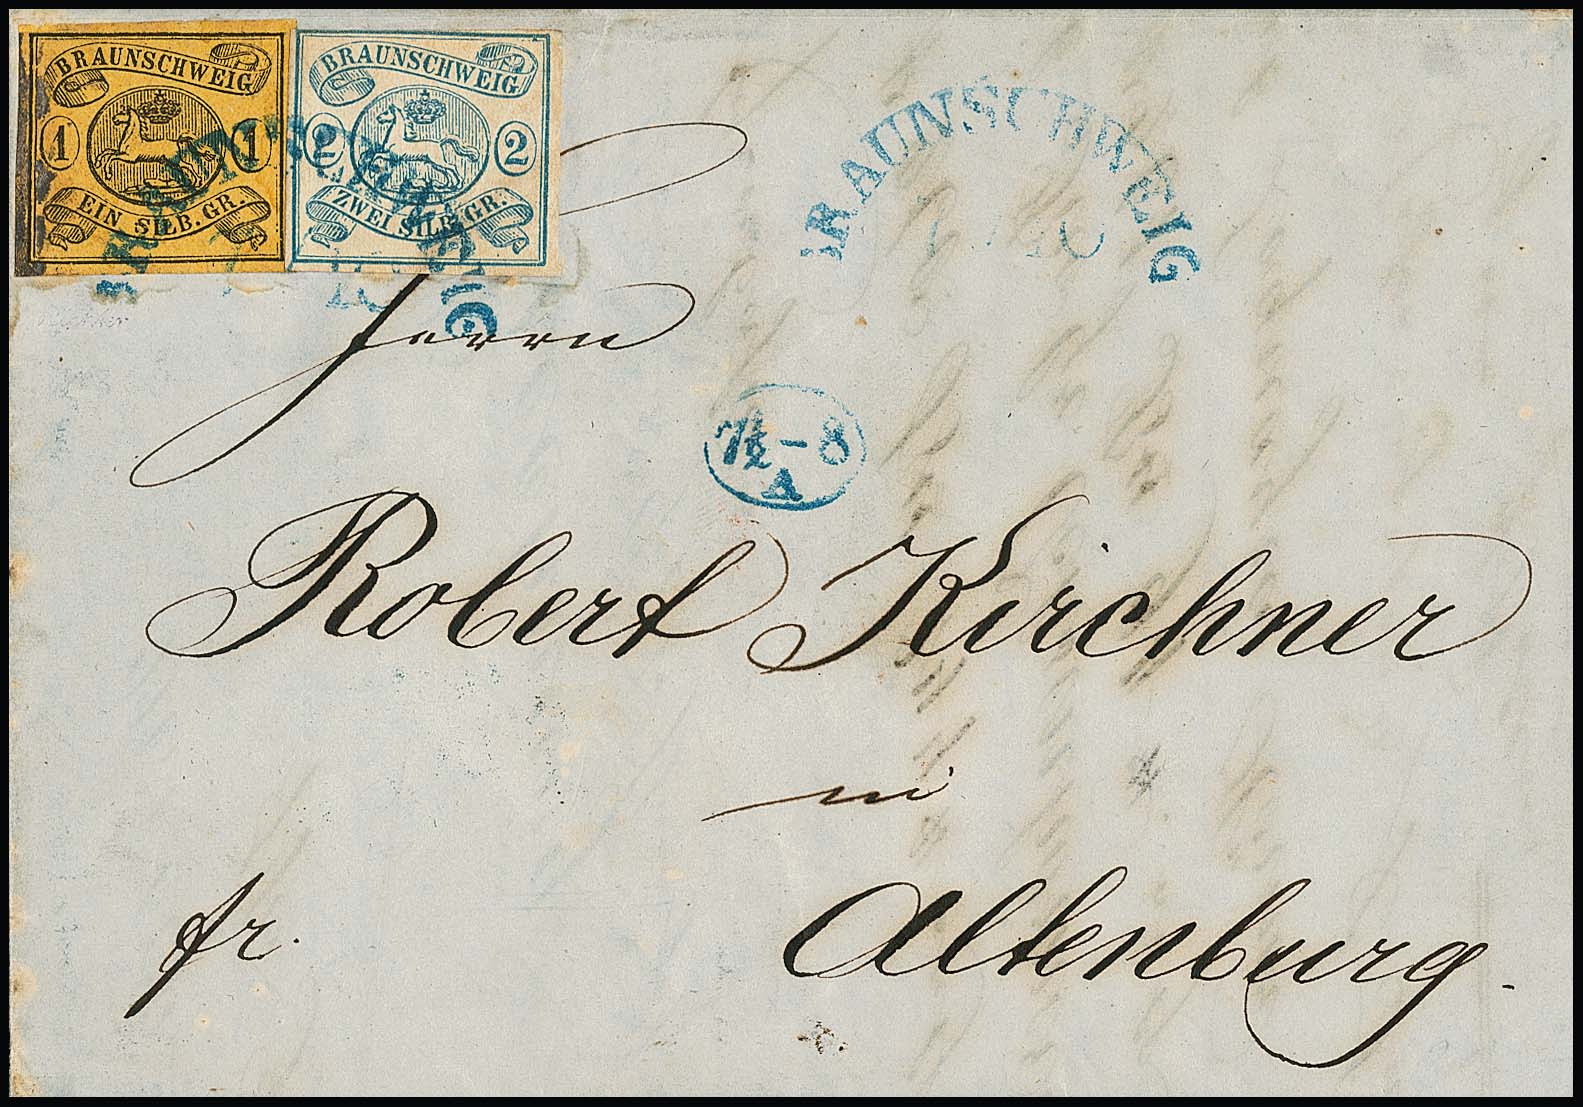 BRAUNSCHWEIG
1 1
EIN SILB. GR.
BRAUNSCHWEIG
2 2
ZWEI SILB. GR.
BRAUNSCHWEIG
BRAUNSCHWEIG
Herrn
7½-8
A
Robert Kirchner
in
fr.
Altenburg.